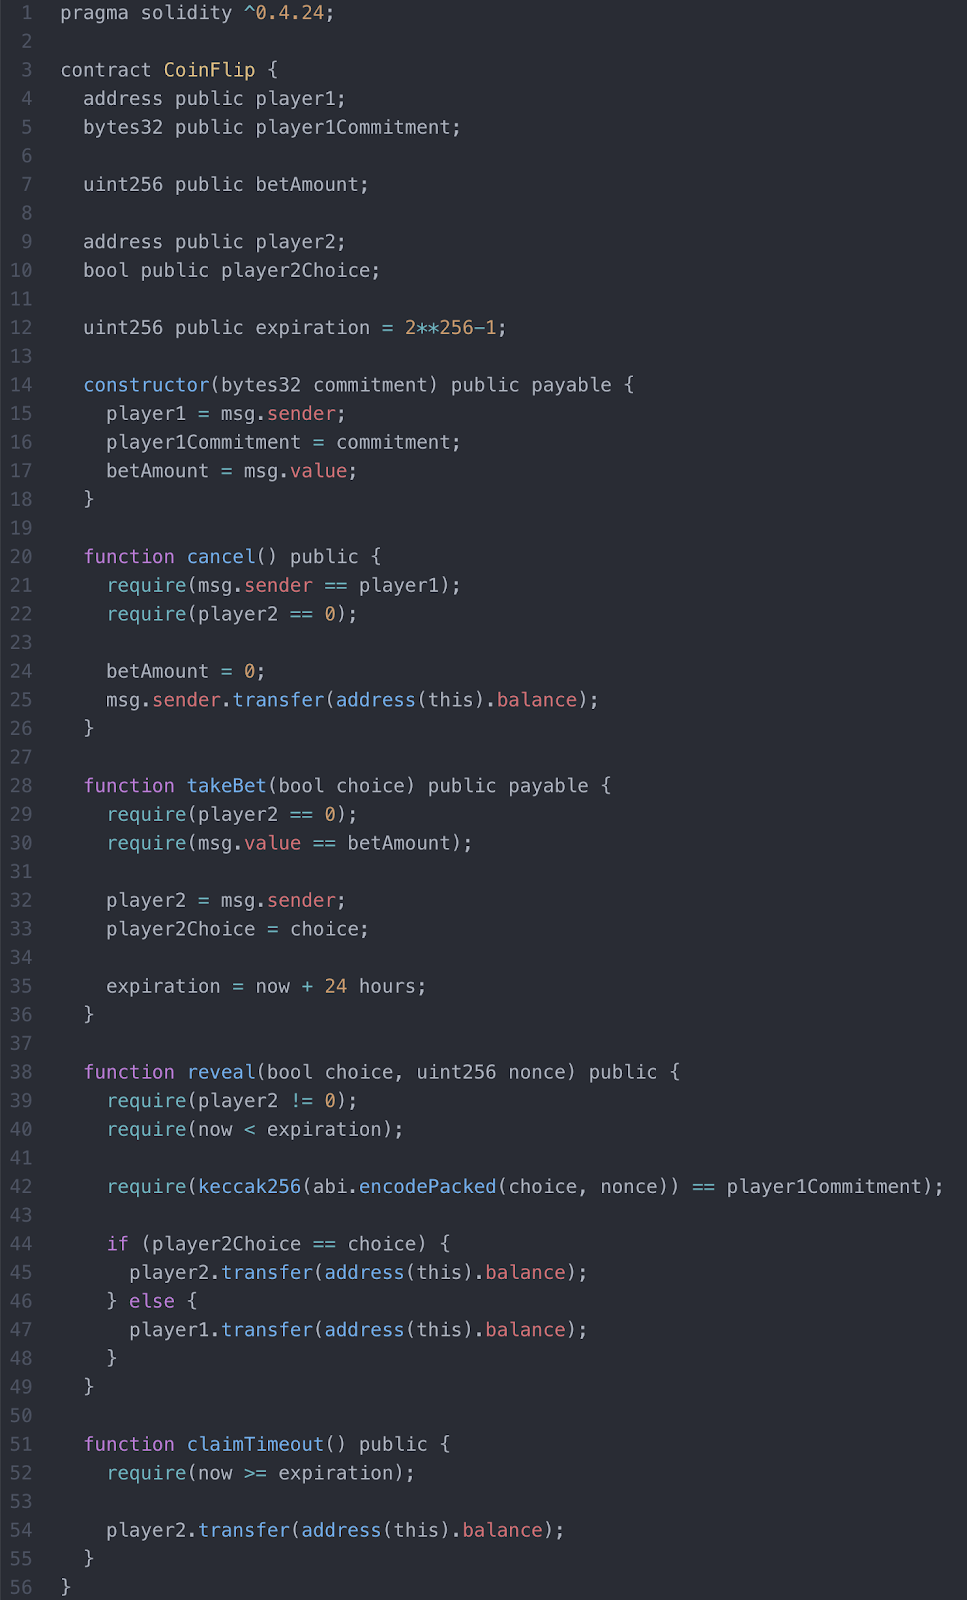 1 pragma solidity ^0.4.24;
2
3 contract CoinFlip {
4   address public player1;
5   bytes32 public player1Commitment;
6
7   uint256 public betAmount;
8
9   address public player2;
10   bool public player2Choice;
11
12   uint256 public expiration = 2**256-1;
13
14   constructor(bytes32 commitment) public payable {
15     player1 = msg.sender;
16     player1Commitment = commitment;
17     betAmount = msg.value;
18   }
19
20   function cancel() public {
21     require(msg.sender == player1);
22     require(player2 == 0);
23
24     betAmount = 0;
25     msg.sender.transfer(address(this).balance);
26   }
27
28   function takeBet(bool choice) public payable {
29     require(player2 == 0);
30     require(msg.value == betAmount);
31
32     player2 = msg.sender;
33     player2Choice = choice;
34
35     expiration = now + 24 hours;
36   }
37
38   function reveal(bool choice, uint256 nonce) public {
39     require(player2 != 0);
40     require(now < expiration);
41
42     require(keccak256(abi.encodePacked(choice, nonce)) == player1Commitment);
43
44     if (player2Choice == choice) {
45       player2.transfer(address(this).balance);
46     } else {
47       player1.transfer(address(this).balance);
48     }
49   }
50
51   function claimTimeout() public {
52     require(now >= expiration);
53
54     player2.transfer(address(this).balance);
55   }
56 }